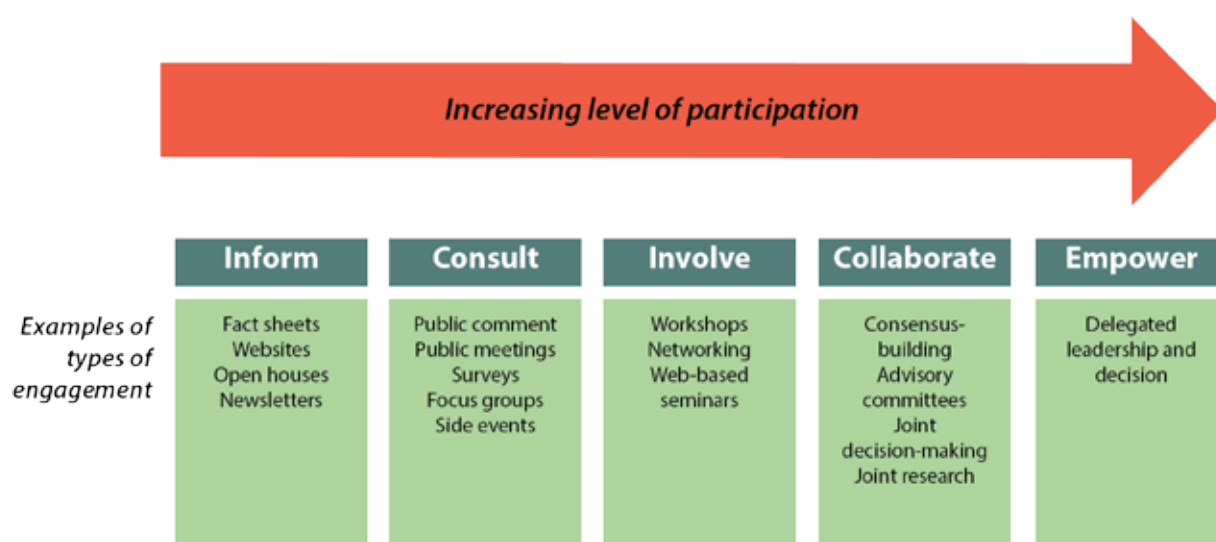 Increasing level of participation
Inform
Consult
Involve
Collaborate
Empower
Examples of
types of
engagement
Fact sheets
Websites
Open houses
Newsletters
Public comment
Public meetings
Surveys
Focus groups
Side events
Workshops
Networking
Web-based
seminars
Consensus-
building
Advisory
committees
Joint
decision-making
Joint research
Delegated
leadership and
decision